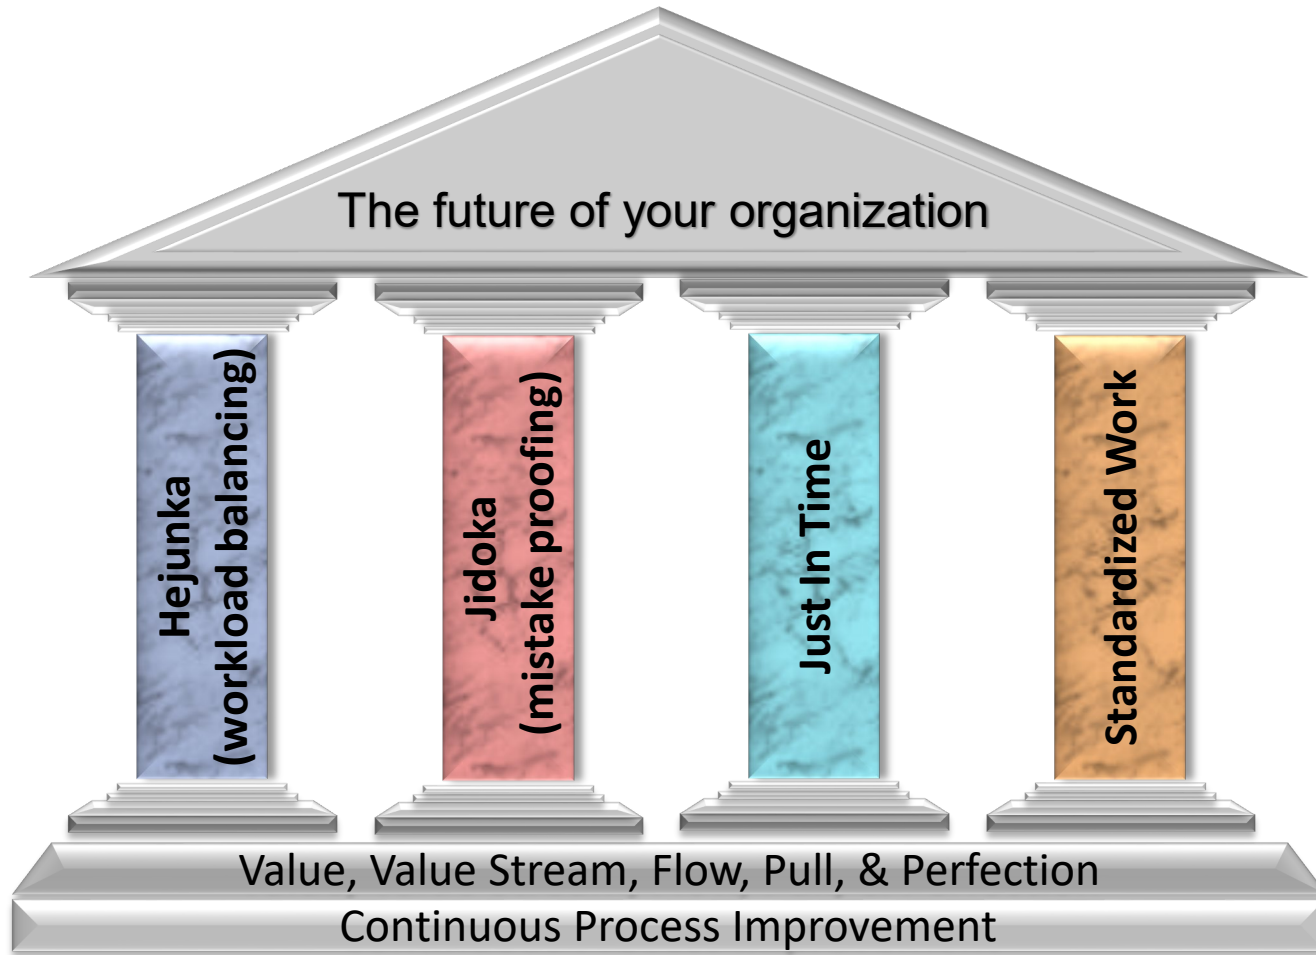 The future of your organization
Hejunka
(workload balancing)
Jidoka
(mistake proofing)
Just In Time
Standardized Work
Value, Value Stream, Flow, Pull, & Perfection
Continuous Process Improvement